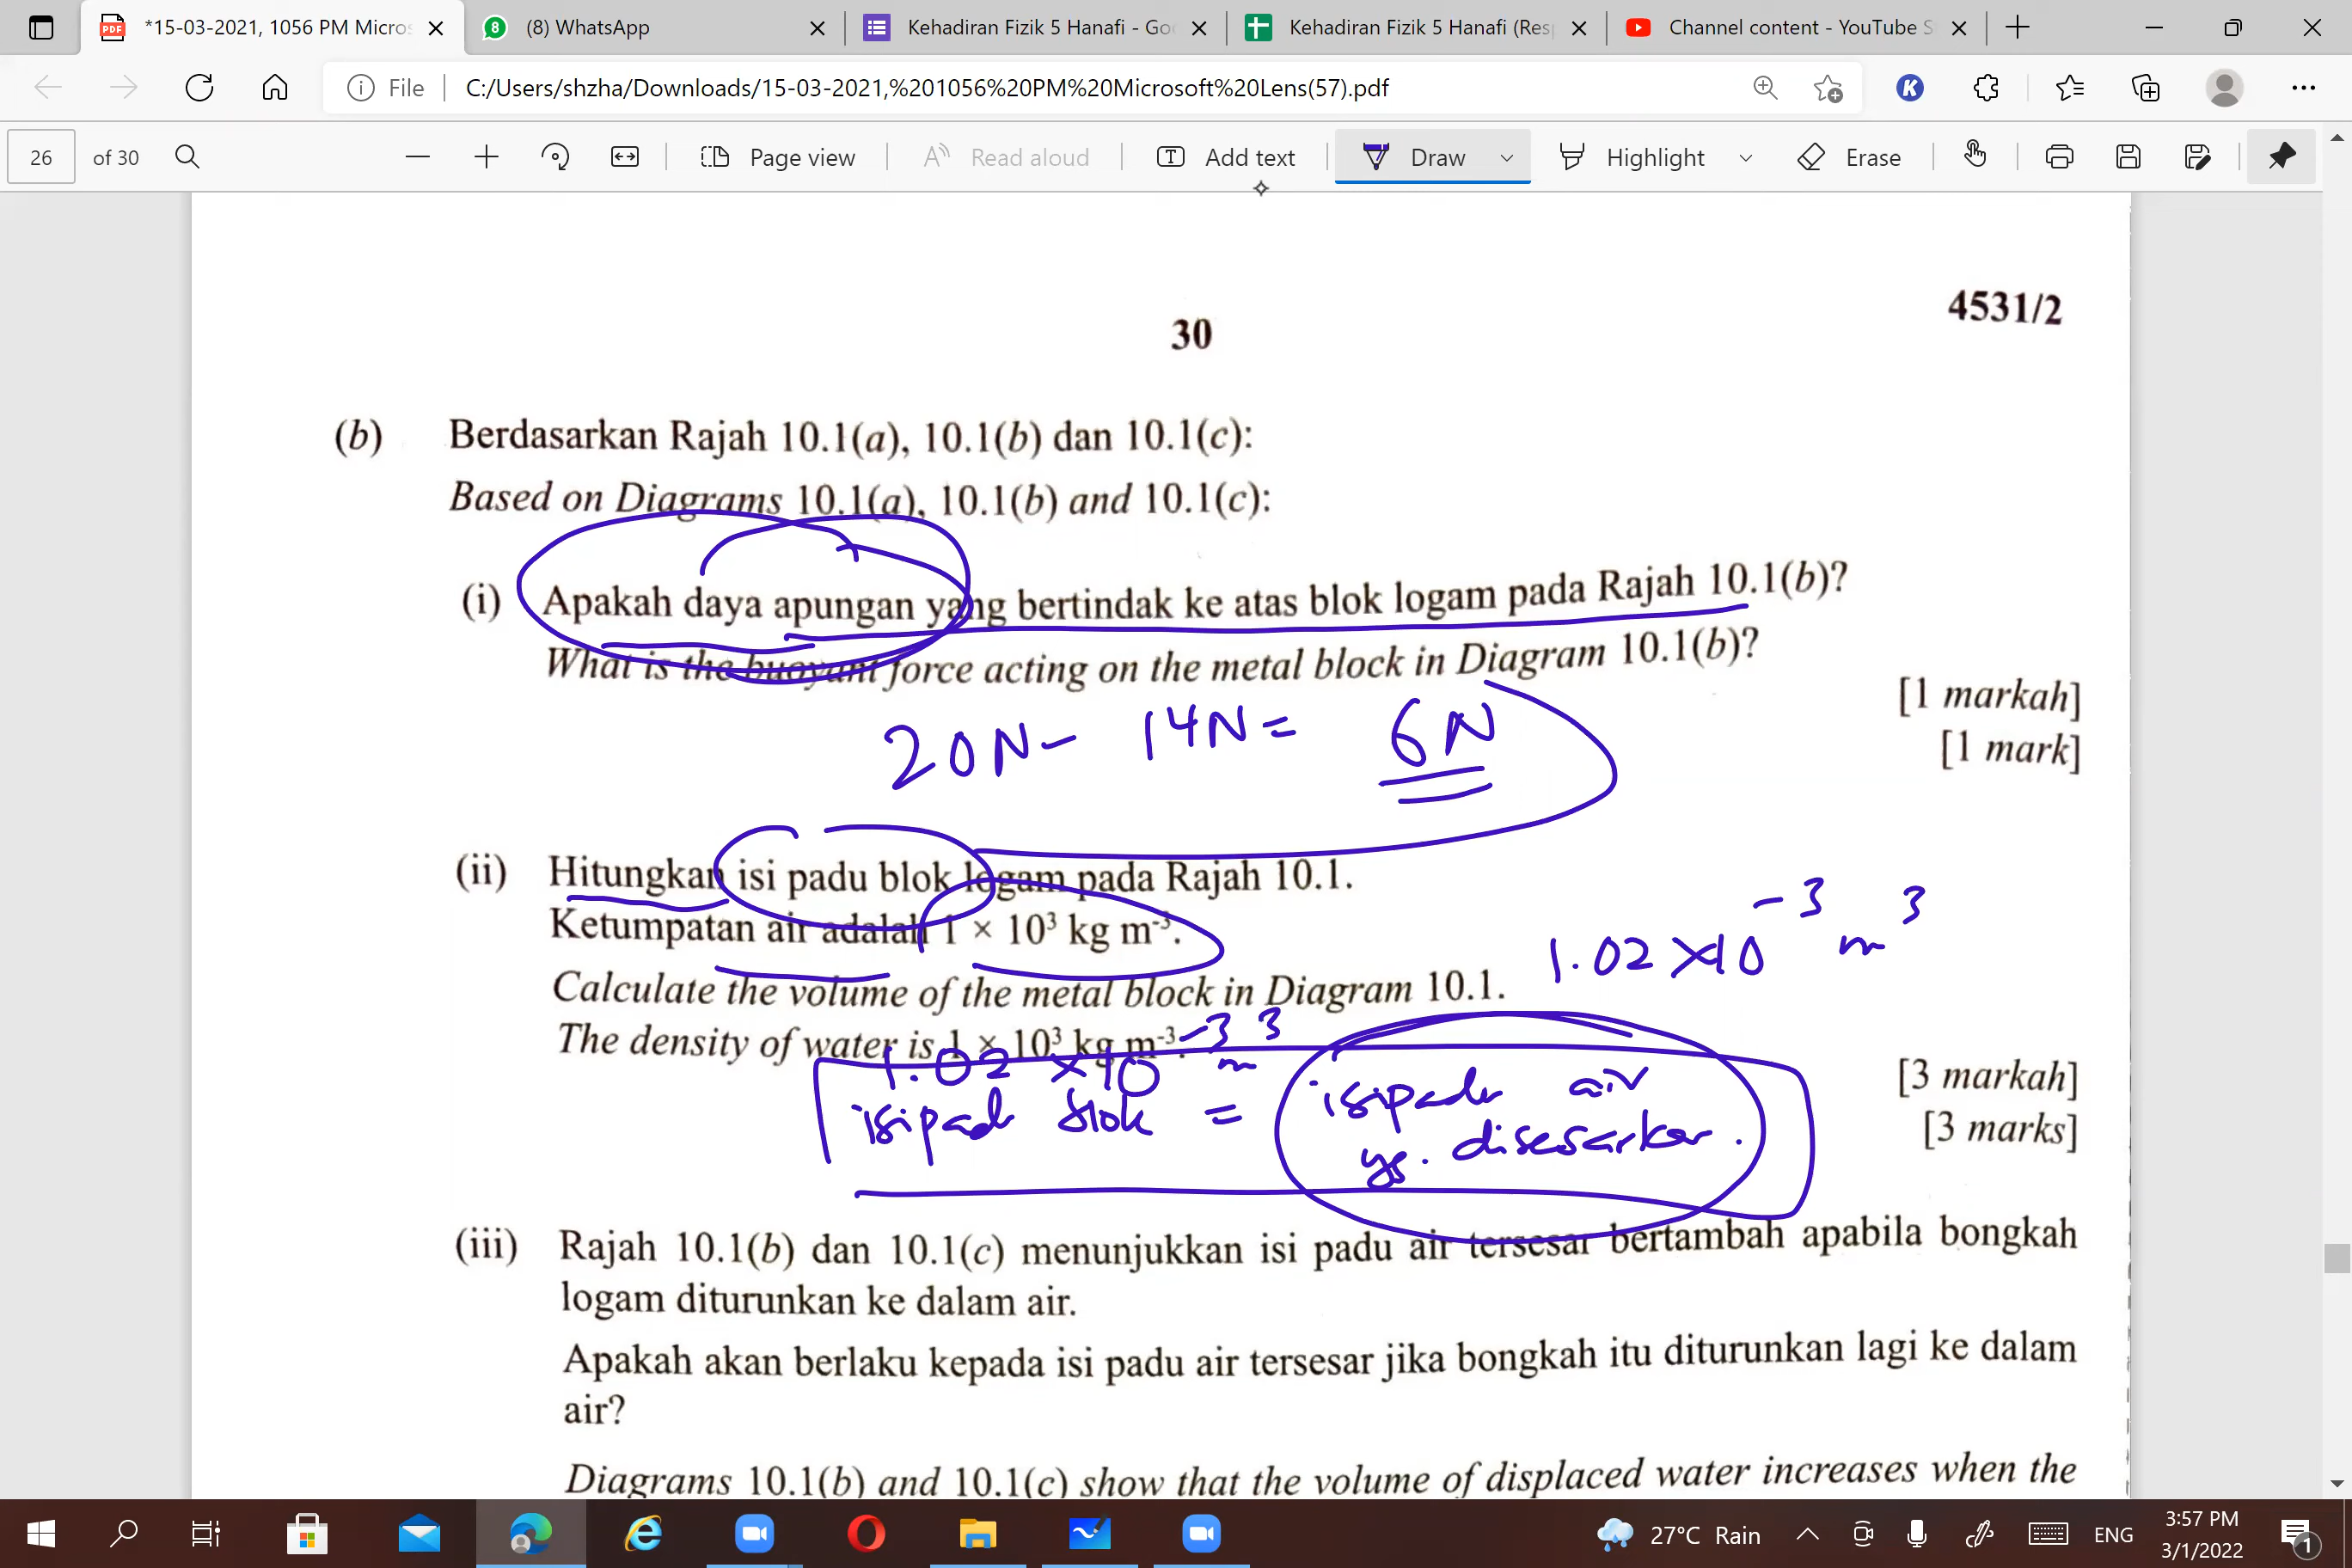 *15-03-2021, 1056 PM Micros
(8) WhatsApp
Kehadiran Fizik 5 Hanafi - Goo
Kehadiran Fizik 5 Hanafi (Resp
Channel content - YouTube S
File
C:/Users/shzha/Downloads/15-03-2021,%201056%20PM%20Microsoft%20Lens(57).pdf
26 of 30
Page view
Read aloud
Add text
Draw
Highlight
Erase
4531/2
30
(b) Berdasarkan Rajah 10.1(a), 10.1(b) dan 10.1(c):
Based on Diagrams 10.1(a), 10.1(b) and 10.1(c):
(i) Apakah daya apungan yang bertindak ke atas blok logam pada Rajah 10.1(b)?
What is the buoyant force acting on the metal block in Diagram 10.1(b)?
[1 markah]
[1 mark]
20N - 14N = 6N
(ii) Hitungkan isi padu blok logam pada Rajah 10.1.
Ketumpatan air adalah 1 × 10³ kg m⁻³.
1.02 × 10⁻³ m³
Calculate the volume of the metal block in Diagram 10.1.
The density of water is 1 × 10³ kg m⁻³.
1.02 × 10⁻³ m³
[3 markah]
[3 marks]
isipadu blok = isipadu air
yg. disesarkan.
(iii) Rajah 10.1(b) dan 10.1(c) menunjukkan isi padu air tersesar bertambah apabila bongkah
logam diturunkan ke dalam air.
Apakah akan berlaku kepada isi padu air tersesar jika bongkah itu diturunkan lagi ke dalam
air?
Diagrams 10.1(b) and 10.1(c) show that the volume of displaced water increases when the
27°C Rain
ENG
3:57 PM
3/1/2022
1